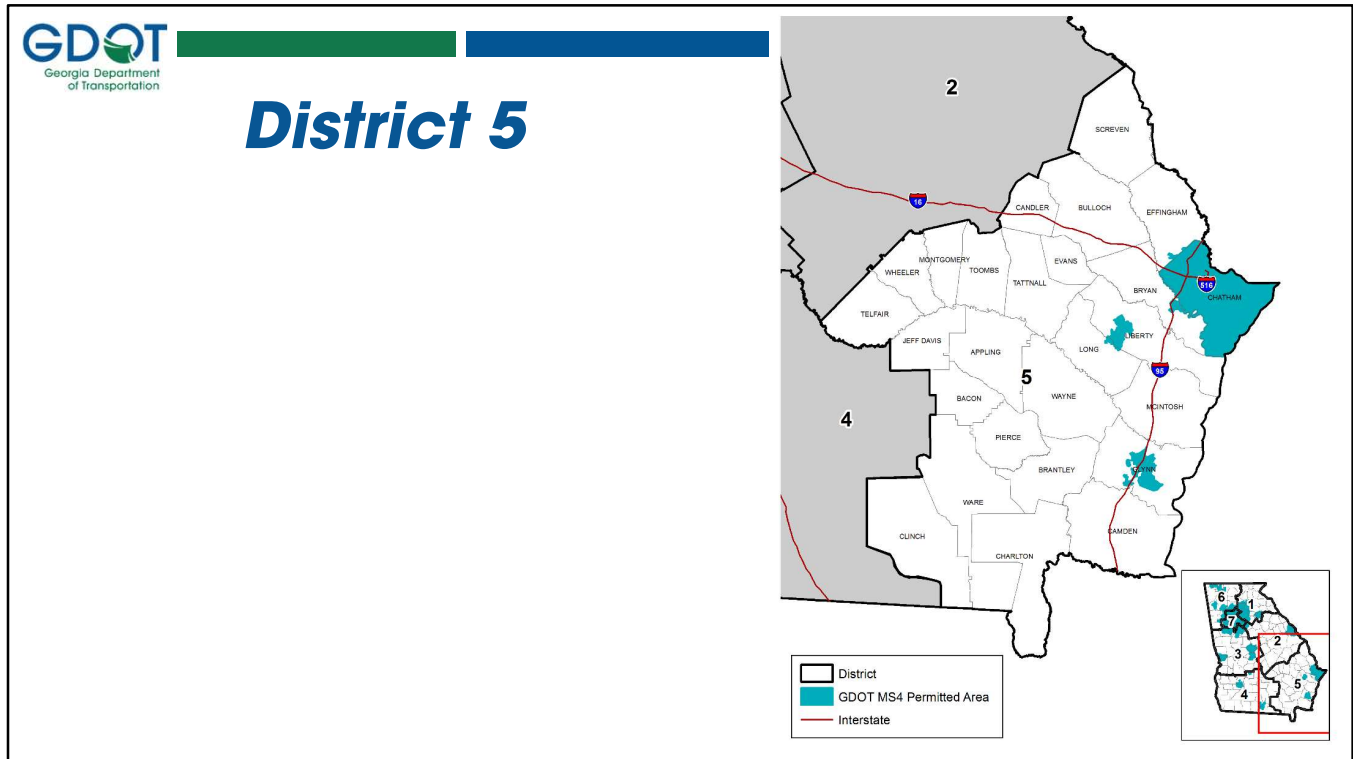 GDOT
Georgia Department
of Transportation
District 5
2
SCREVEN
16
CANDLER
BULLOCH
EFFINGHAM
MONTGOMERY
EVANS
WHEELER
TOOMBS
TATTNALL
BRYAN
516
CHATHAM
TELFAIR
JEFF DAVIS
APPLING
LONG
LIBERTY
5
95
BACON
WAYNE
MCINTOSH
4
PIERCE
BRANTLEY
GLYNN
WARE
CLINCH
CAMDEN
CHARLTON
District
GDOT MS4 Permitted Area
Interstate
6
1
7
2
3
5
4